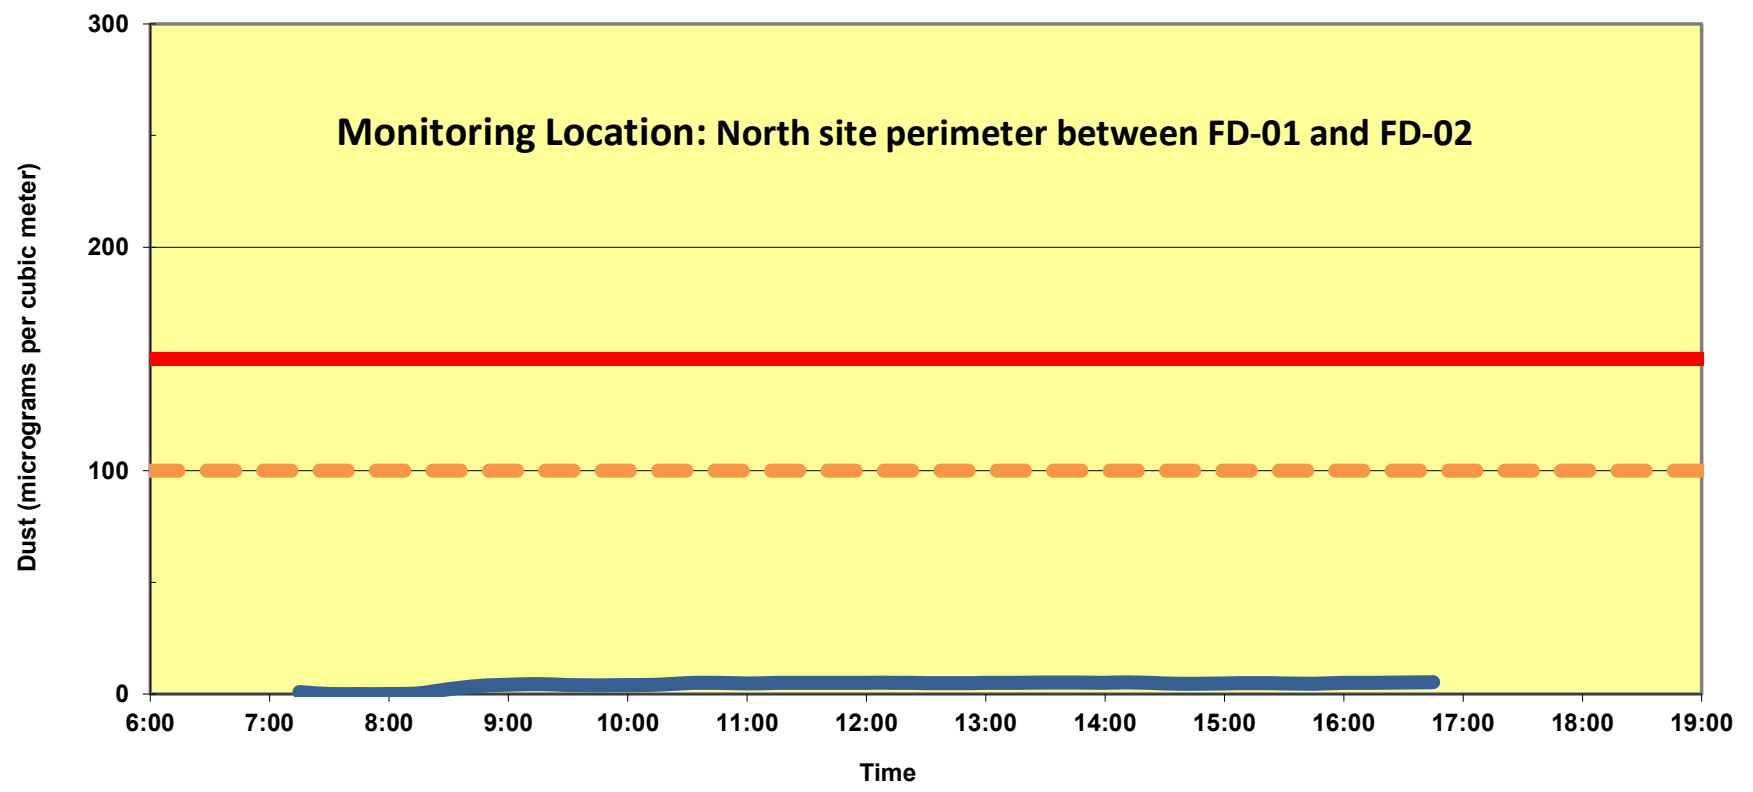 300
Monitoring Location: North site perimeter between FD-01 and FD-02
200
100
0
Dust (micrograms per cubic meter)
6:00 7:00 8:00 9:00 10:00 11:00 12:00 13:00 14:00 15:00 16:00 17:00 18:00 19:00
Time